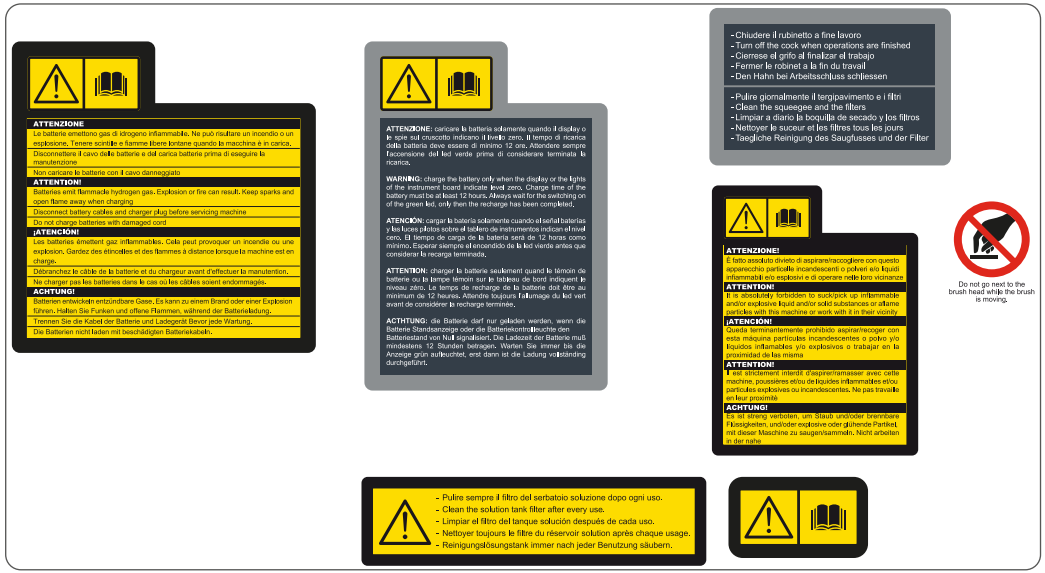 ATTENZIONE
Le batterie emettono gas di idrogeno infiammabile. Ne può risultare un incendio o un
esplosione. Tenere scintille e fiamme libere lontane quando la macchina è in carica.
Disconnettere il cavo delle batterie e del carica batterie prima di eseguire la
manutenzione
Non caricare le batterie con il cavo danneggiato
ATTENTION!
Batteries emit flammade hydrogen gas. Explosion or fire can result. Keep sparks and
open flame away when charging
Disconnect battery cables and charger plug before servicing machine
Do not charge batteries with damaged cord
¡ATENCIÓN!
Les batteries émettent gaz inflammables. Cela peut provoquer un incendie ou une
explosion. Gardez des étincelles et des flammes à distance lorsque la machine est en
charge.
Débranchez le câble de la batterie et du chargeur avant d'effectuer la manutention.
Ne charger pas les batteries dans le cas où les câbles soient endommagés.
ACHTUNG!
Batterien entwickeln entzündbare Gase. Es kann zu einem Brand oder einer Explosion
führen. Halten Sie Funken und offene Flammen, während der Batterieladung.
Trennen Sie die Kabel der Batterie und Ladegerät Bevor jede Wartung.
Die Batterien nicht laden mit beschädigten Batteriekabeln.
ATTENZIONE: caricare la batteria solamente quando il display o
le spie sul cruscotto indicano il livello zero. Il tempo di ricarica
della batteria deve essere di minimo 12 ore. Attendere sempre
l'accensione del led verde prima di considerare terminata la
ricarica.
WARNING: charge the battery only when the display or the lights
of the instrument board indicate level zero. Charge time of the
battery must be at least 12 hours. Always wait for the switching on
of the green led, only then the recharge has been completed.
ATENCIÓN: cargar la batería solamente cuando el señal baterías
y las luces pilotos sobre el tablero de instrumentos indican el nivel
cero. El tiempo de carga de la batería será de 12 horas como
mínimo. Esperar siempre el encendido de la led vierde antes que
considerar la recarga terminada.
ATTENTION: charger la batterie seulement quand le témoin de
batterie ou la lampe témoin sur le tableau de bord indiquent le
niveau zéro. Le temps de recharge de la batterie doit être au
minimum de 12 heures. Attendre toujours l'allumage du led vert
avant de considérer la recharge terminée.
ACHTUNG: die Batterie darf nur geladen werden, wenn die
Batterie Standsanzeige oder die Batteriekontrolleuchte den
Batteriestand von Null signalisiert. Die Ladezeit der Batterie muß
mindestens 12 Stunden betragen. Warten Sie immer bis die
Anzeige grün aufleuchtet, erst dann ist die Ladung vollständing
durchgeführt.
- Chiudere il rubinetto a fine lavoro
- Turn off the cock when operations are finished
- Cierrese el grifo al finalizar el trabajo
- Fermer le robinet a la fin du travail
- Den Hahn bei Arbeitsschluss schliessen
- Pulire giornalmente il tergipavimento e i filtri
- Clean the squeegee and the filters
- Limpiar a diario la boquilla de secado y los filtros
- Nettoyer le suceur et les filtres tous les jours
- Taegliche Reinigung des Saugfusses und der Filter
ATTENZIONE!
È fatto assoluto divieto di aspirare/raccogliere con questo
apparecchio particelle incandescenti o polveri e/o liquidi
infiammabili e/o esplosivi e di operare nelle loro vicinanze
ATTENTION!
It is absolutely forbidden to suck/pick up inflammable
and/or explosive liquid and/or solid substances or aflame
particles with this machine or work with it in their vicinity
¡ATENCIÓN!
Queda terminantemente prohibido aspirar/recoger con
esta máquina partículas incandescentes o polvo y/o
líquidos inflamables y/o explosivos o trabajar en la
proximidad de las misma
ATTENTION!
Il est strictement interdit d'aspirer/ramasser avec cette
machine, poussières et/ou de liquides inflammables et/ou
particules explosives ou incandescentes. Ne pas travaille
en leur proximité
ACHTUNG!
Es ist streng verboten, um Staub und/oder brennbare
Flüssigkeiten, und/oder explosive oder glühende Partikel,
mit dieser Maschine zu saugen/sammeln. Nicht arbeiten
in der nahe
Do not go next to the
brush head while the brush
is moving.
- Pulire sempre il filtro del serbatoio soluzione dopo ogni uso.
- Clean the solution tank filter after every use.
- Limpiar el filtro del tanque solución después de cada uso.
- Nettoyer toujours le filtre du réservoir solution après chaque usage.
- Reinigungslösungstank immer nach jeder Benutzung säubern.